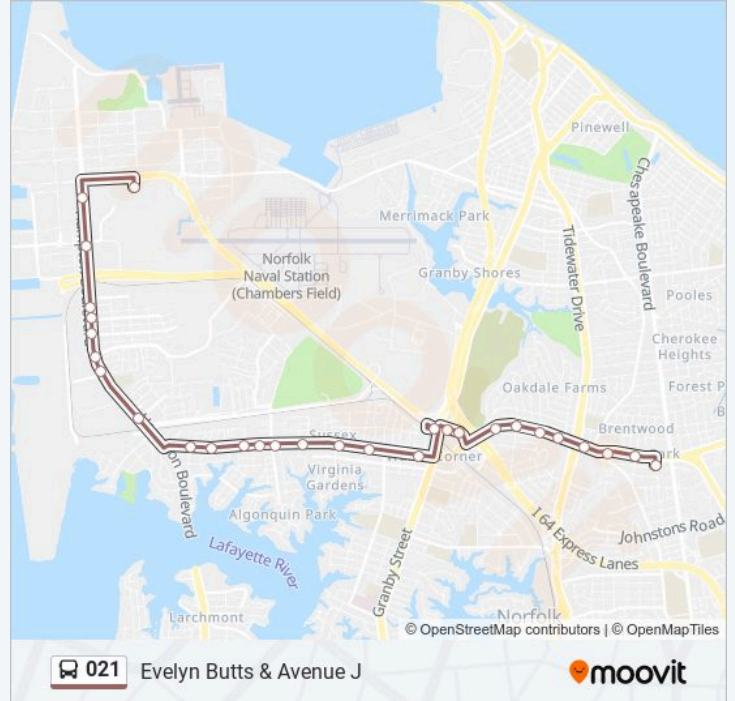 Pinewell
Chesapeake Boulevard
Merrimack Park
Tidewater Drive
Norfolk
Naval Station
(Chambers Field)
Granby Shores
Pooles
Cherokee
Heights
Oakdale Farms
Forest P
B
Brentwood
Sussex
Corner
Virginia
Gardens
on Boulevard
Algonquin Park
I 64 Express Lanes
Johnstons Road
Lafayette River
Granby Street
Larchmont
Norfolk
© OpenStreetMap contributors | © OpenMapTiles
021 Evelyn Butts & Avenue J
moovit